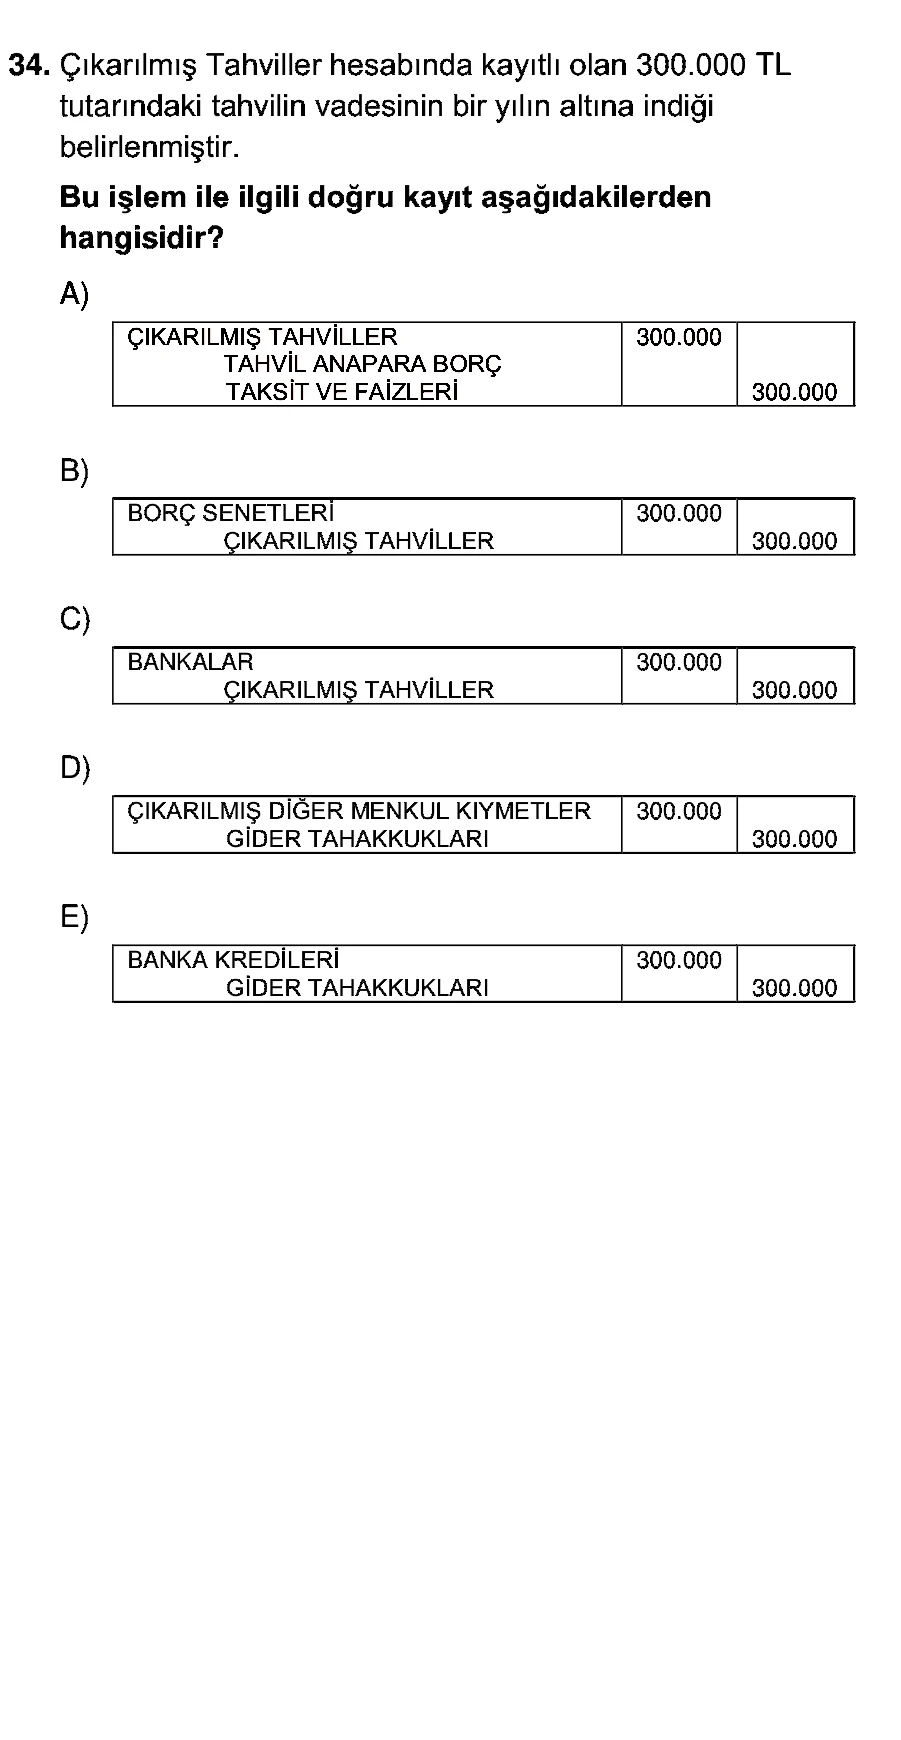 34. Çıkarılmış Tahviller hesabında kayıtlı olan 300.000 TL
tutarındaki tahvilin vadesinin bir yılın altına indiği
belirlenmiştir.
Bu işlem ile ilgili doğru kayıt aşağıdakilerden
hangisidir?
A)
ÇIKARILMIŞ TAHVİLLER 300.000
TAHVİL ANAPARA BORÇ
TAKSİT VE FAİZLERİ 300.000
B)
BORÇ SENETLERİ 300.000
ÇIKARILMIŞ TAHVİLLER 300.000
C)
BANKALAR 300.000
ÇIKARILMIŞ TAHVİLLER 300.000
D)
ÇIKARILMIŞ DİĞER MENKUL KIYMETLER 300.000
GİDER TAHAKKUKLARI 300.000
E)
BANKA KREDİLERİ 300.000
GİDER TAHAKKUKLARI 300.000